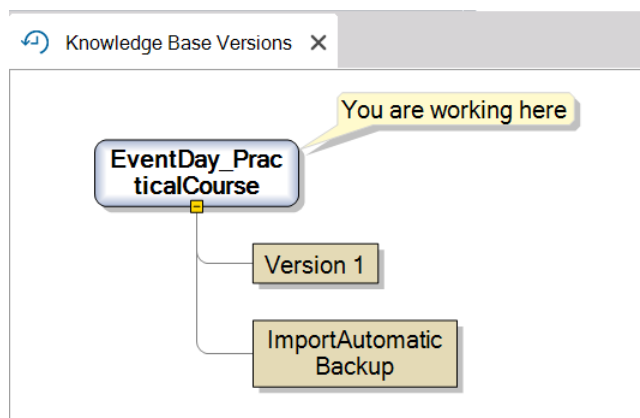 Knowledge Base Versions
You are working here
EventDay_Prac
ticalCourse
Version 1
ImportAutomatic
Backup